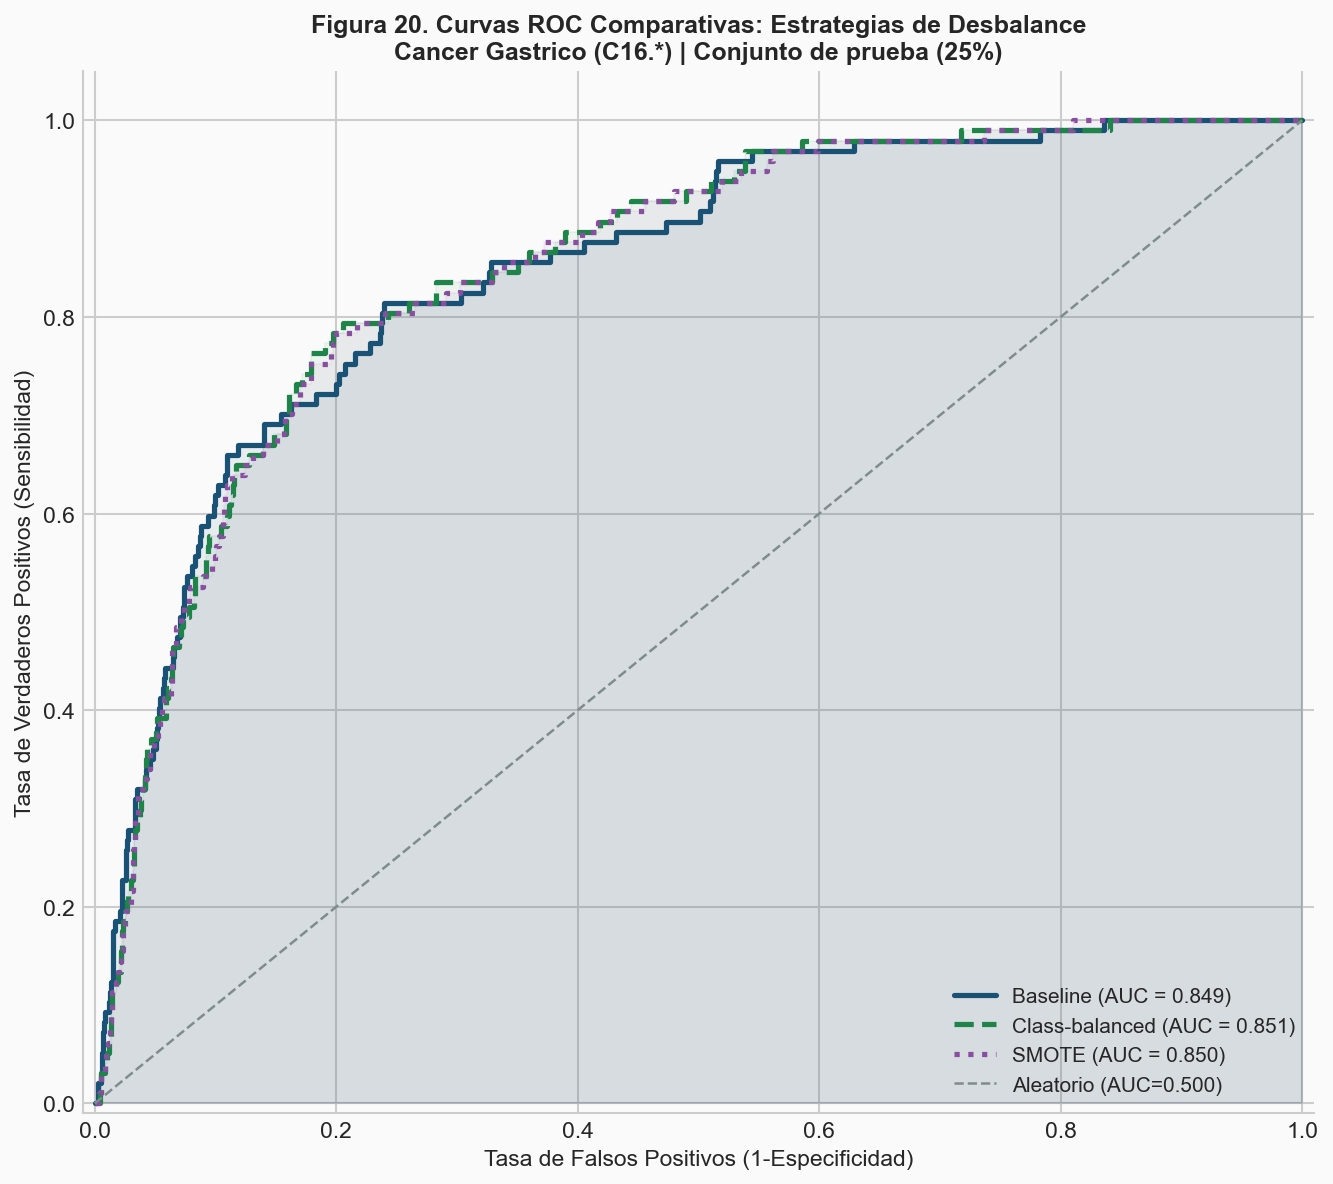 Figura 20. Curvas ROC Comparativas: Estrategias de Desbalance
Cancer Gastrico (C16.*) | Conjunto de prueba (25%)
Tasa de Verdaderos Positivos (Sensibilidad)
1.0
0.8
0.6
0.4
0.2
0.0
Baseline (AUC = 0.849)
Class-balanced (AUC = 0.851)
SMOTE (AUC = 0.850)
Aleatorio (AUC=0.500)
0.0 0.2 0.4 0.6 0.8 1.0
Tasa de Falsos Positivos (1-Especificidad)